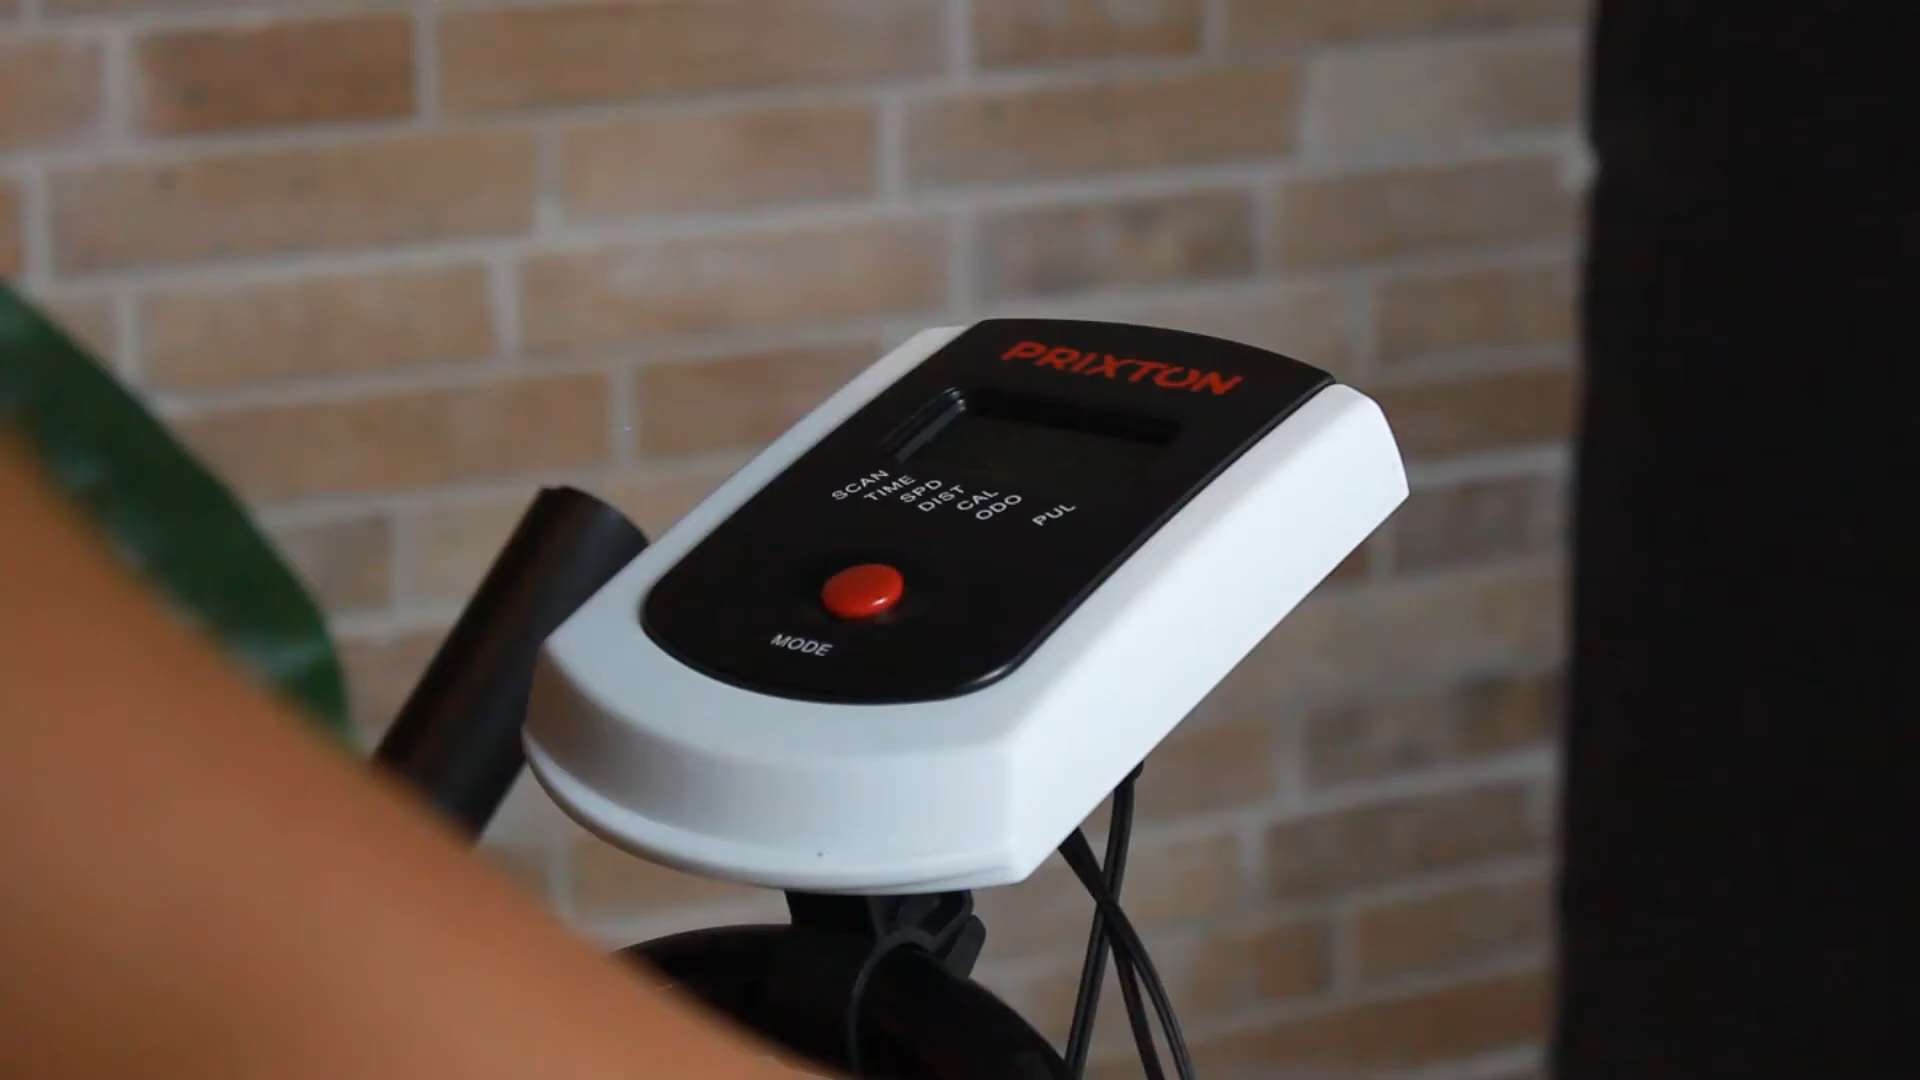 PRIXTON
SCAN
TIME
SPD
DIST
CAL
ODO
PUL
MODE